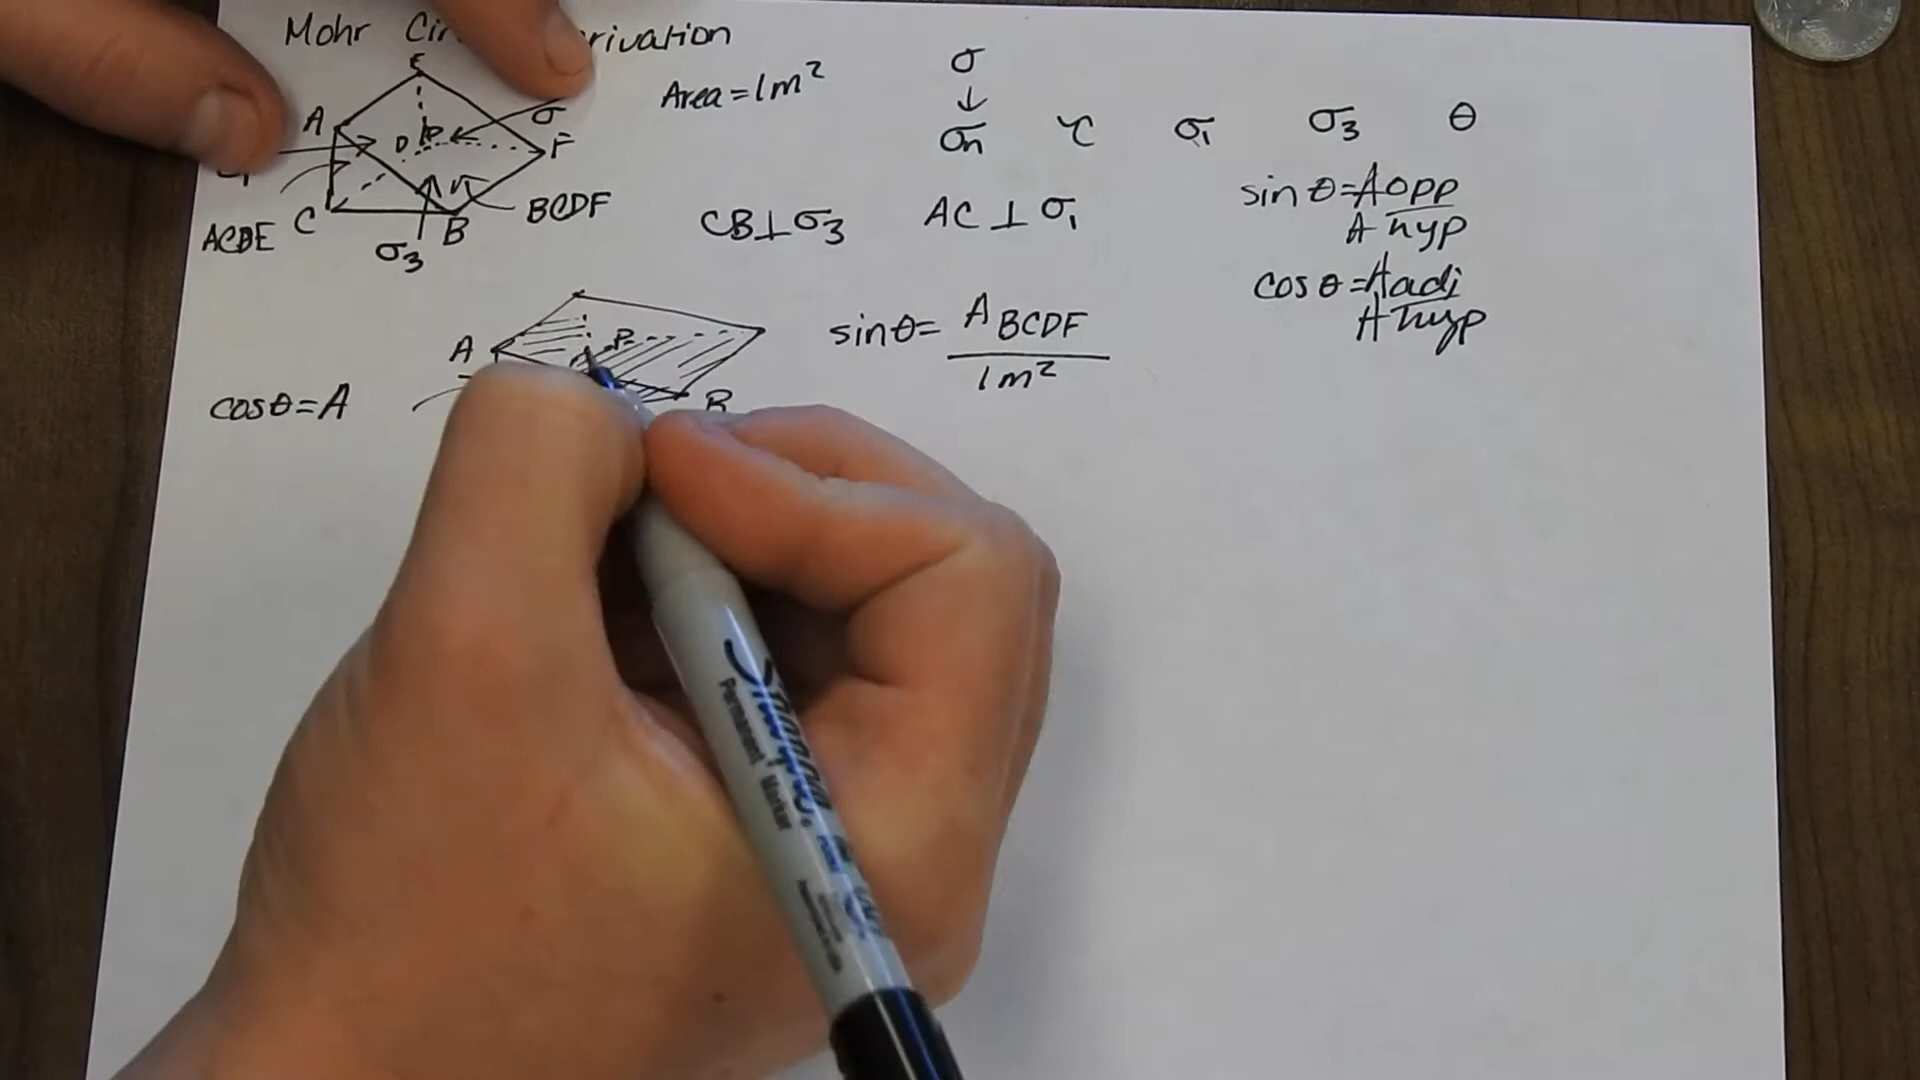 Mohr Cir rivation
E
Area = 1m²
σ
↓
σn τ σ1 σ3 θ
A D P σ F
ACDE C σ3 B BCDF
CB⊥σ3 AC⊥σ1
sin θ = A opp
A hyp
cos θ = A adj
A hyp
A P B
sin θ = A BCDF
1m²
cos θ = A
Sharpie
Permanent Marker